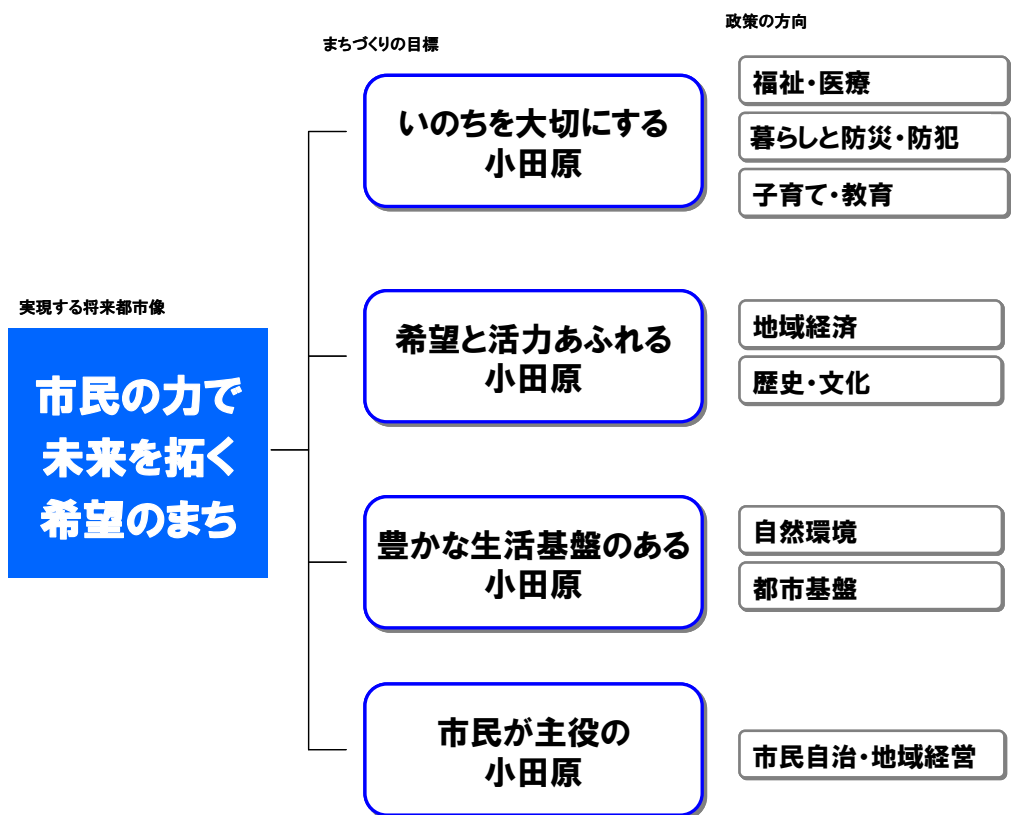 政策の方向
まちづくりの目標
福祉・医療
いのちを大切にする
小田原
暮らしと防災・防犯
子育て・教育
実現する将来都市像
市民の力で
未来を拓く
希望のまち
希望と活力あふれる
小田原
地域経済
歴史・文化
豊かな生活基盤のある
小田原
自然環境
都市基盤
市民が主役の
小田原
市民自治・地域経営